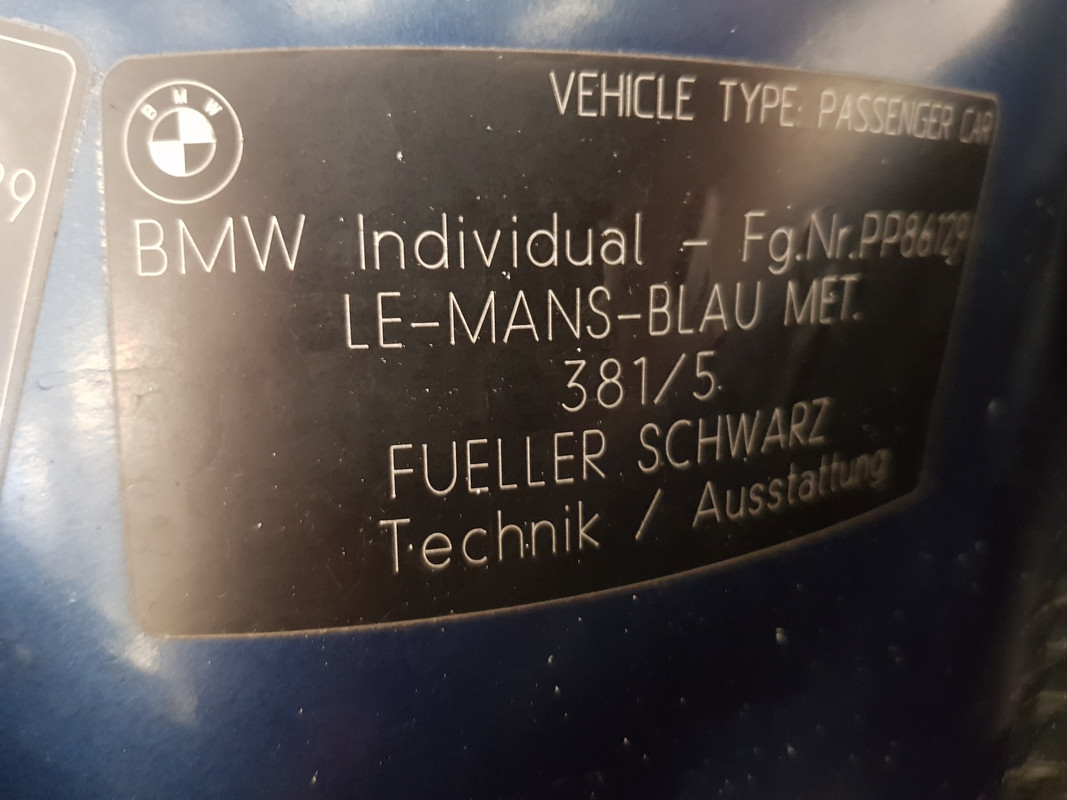 BMW
VEHICLE TYPE: PASSENGER CAR
BMW Individual - Fg.Nr.PP86129
LE-MANS-BLAU MET.
381/5
FUELLER SCHWARZ
Technik / Ausstattung